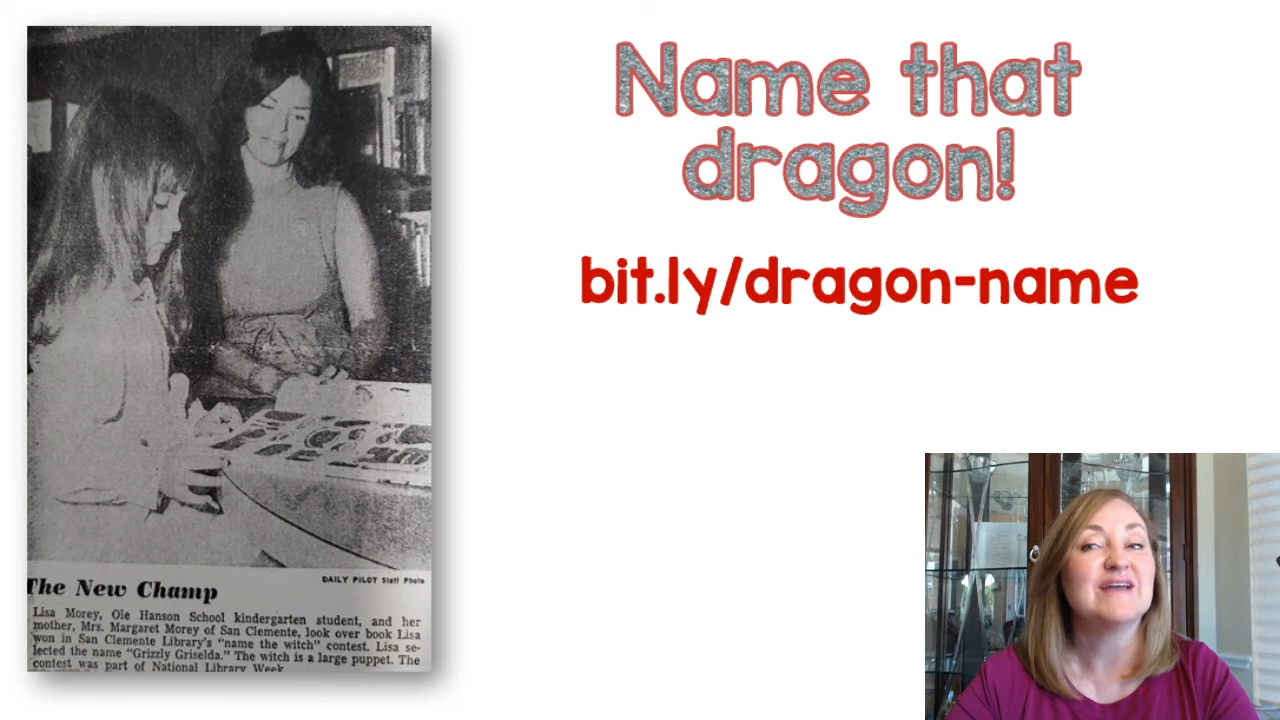 DAILY PILOT Staff Photo
The New Champ
Lisa Morey, Ole Hanson School kindergarten student, and her
mother, Mrs. Margaret Morey of San Clemente, look over book Lisa
won in San Clemente Library's "name the witch" contest. Lisa se-
lected the name "Grizzly Griselda." The witch is a large puppet. The
contest was part of National Library Week.
Name that
dragon!
bit.ly/dragon-name